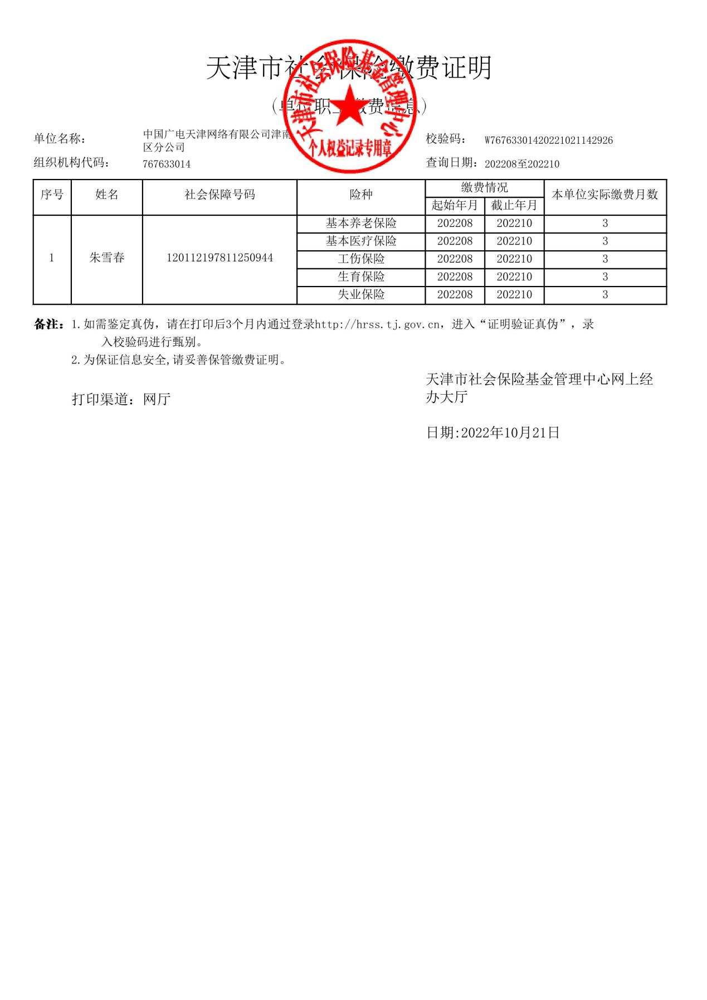 天津市社会保险缴费证明
（单位职工缴费信息）
天津市社会保险基金管理中心
个人权益记录专用章
单位名称： 中国广电天津网络有限公司津南
区分公司
校验码： W76763301420221021142926
组织机构代码： 767633014
查询日期： 202208至202210
序号 姓名 社会保障号码 险种 缴费情况 本单位实际缴费月数
起始年月 截止年月
基本养老保险 202208 202210 3
基本医疗保险 202208 202210 3
1 朱雪春 120112197811250944 工伤保险 202208 202210 3
生育保险 202208 202210 3
失业保险 202208 202210 3
备注：1.如需鉴定真伪，请在打印后3个月内通过登录http://hrss.tj.gov.cn，进入“证明验证真伪”，录
入校验码进行甄别。
2.为保证信息安全,请妥善保管缴费证明。
天津市社会保险基金管理中心网上经
办大厅
打印渠道：网厅
日期:2022年10月21日